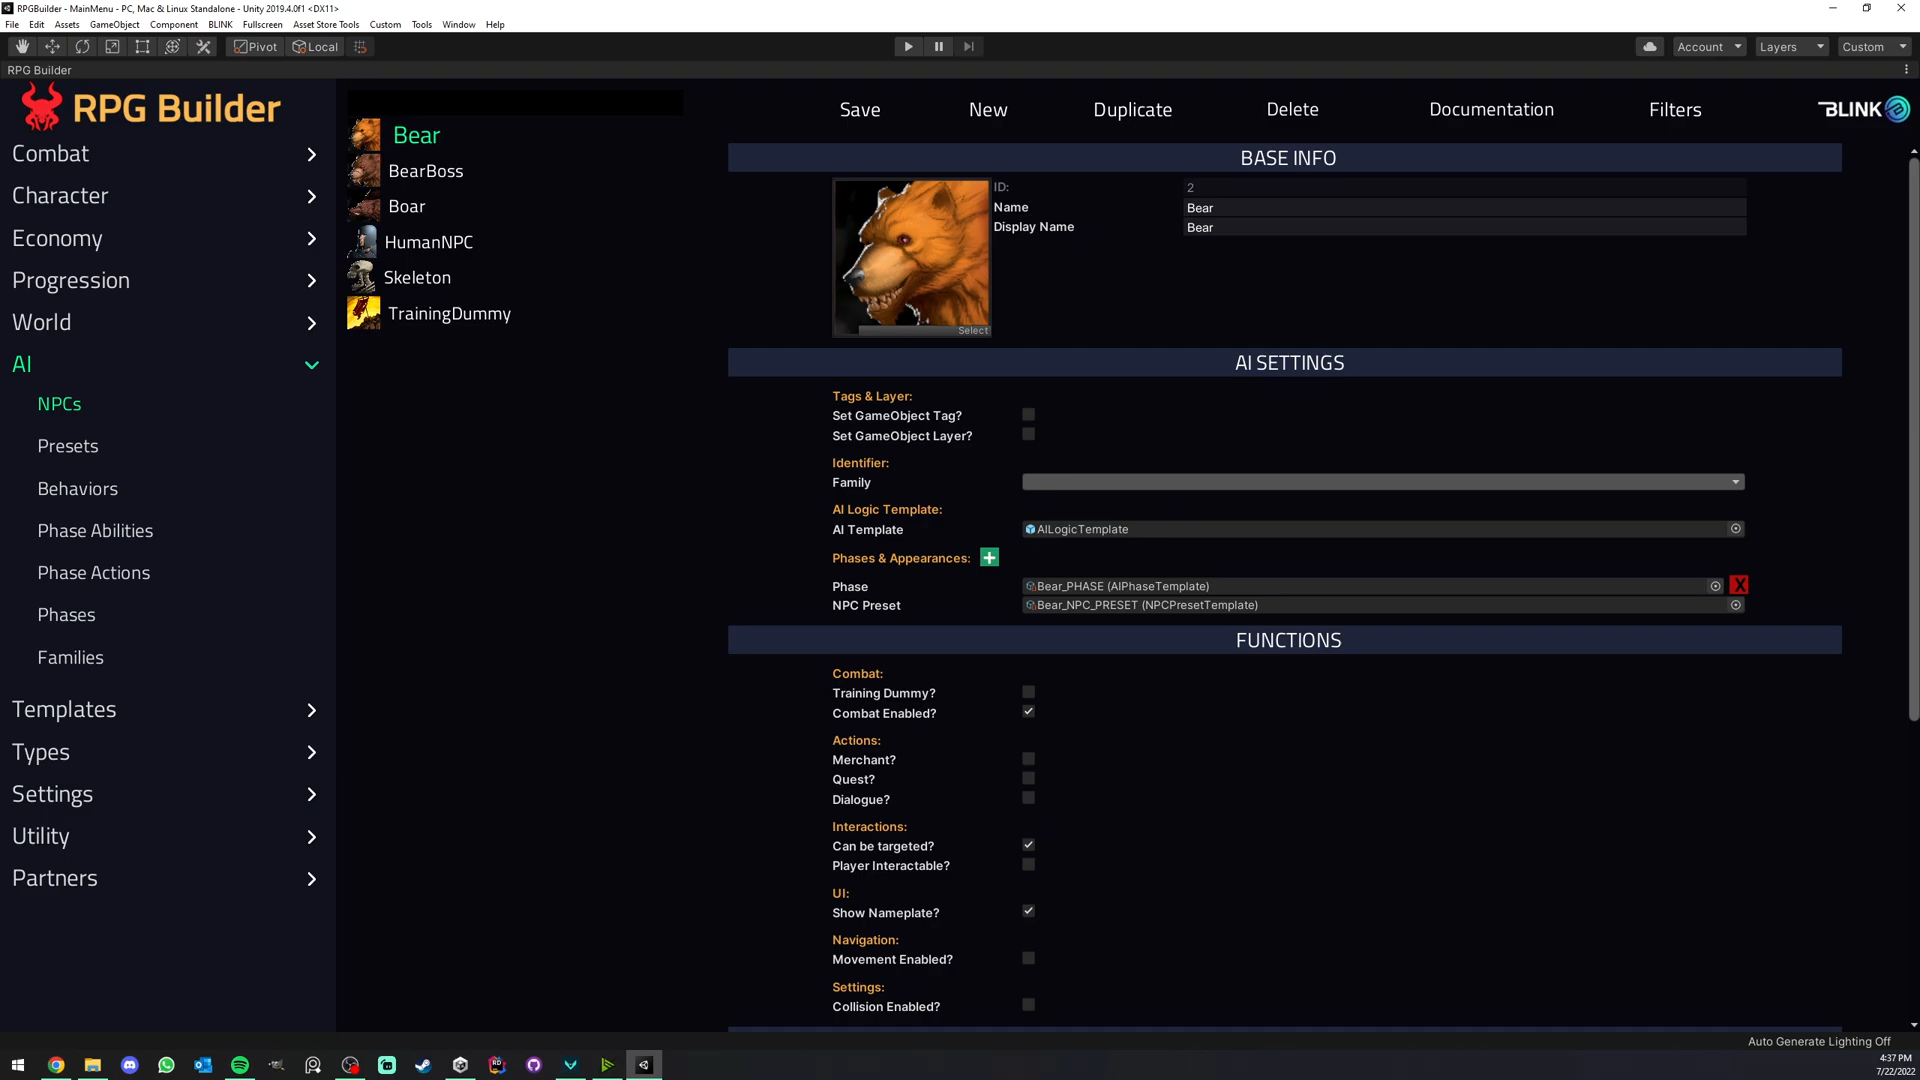 RPGBuilder - MainMenu - PC, Mac & Linux Standalone - Unity 2019.4.0f1 <DX11>
File Edit Assets GameObject Component Tools BLINK Fullscreen Asset Store Tools Custom Tools Window Help
Pivot Local Account Layers Custom
RPG Builder
RPG Builder
Combat
Character
Economy
Progression
World
AI
NPCs
Presets
Behaviors
Phase Abilities
Phase Actions
Phases
Families
Templates
Types
Settings
Utility
Partners
Bear
BearBoss
Boar
HumanNPC
Skeleton
TrainingDummy
Save New Duplicate Delete Documentation Filters BLINK
BASE INFO
ID: 2
Name Bear
Display Name Bear
Select
AI SETTINGS
Tags & Layer:
Set GameObject Tag?
Set GameObject Layer?
Identifier:
Family
AI Logic Template:
AI Template AILogicTemplate
Phases & Appearances:
Phase Bear_PHASE (AIPhaseTemplate) X
NPC Preset Bear_NPC_PRESET (NPCPresetTemplate)
FUNCTIONS
Combat:
Training Dummy?
Combat Enabled?
Actions:
Merchant?
Quest?
Dialogue?
Interactions:
Can be targeted?
Player Interactable?
UI:
Show Nameplate?
Navigation:
Movement Enabled?
Settings:
Collision Enabled?
Auto Generate Lighting Off
4:37 PM
7/22/2022